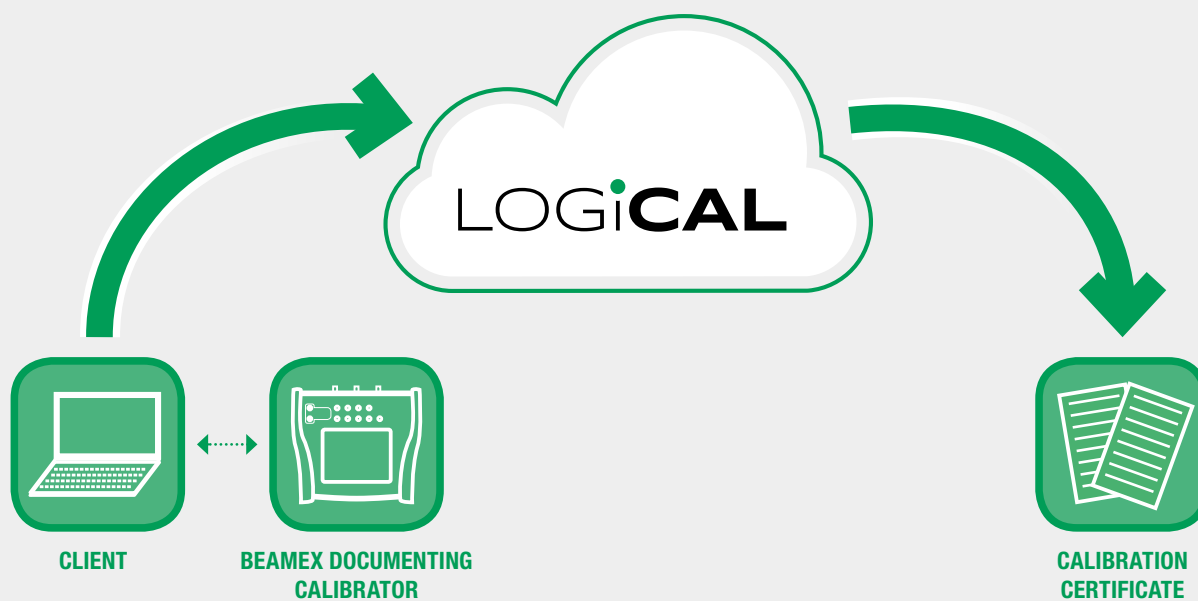 LOGiCAL
CLIENT
BEAMEX DOCUMENTING
CALIBRATOR
CALIBRATION
CERTIFICATE